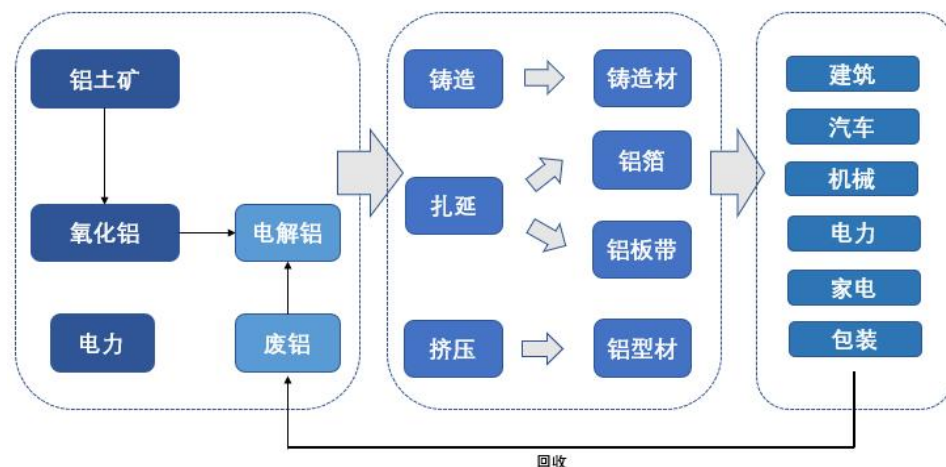 铝土矿
氧化铝
电解铝
电力
废铝
铸造
铸造材
扎延
铝箔
铝板带
挤压
铝型材
建筑
汽车
机械
电力
家电
包装
回收